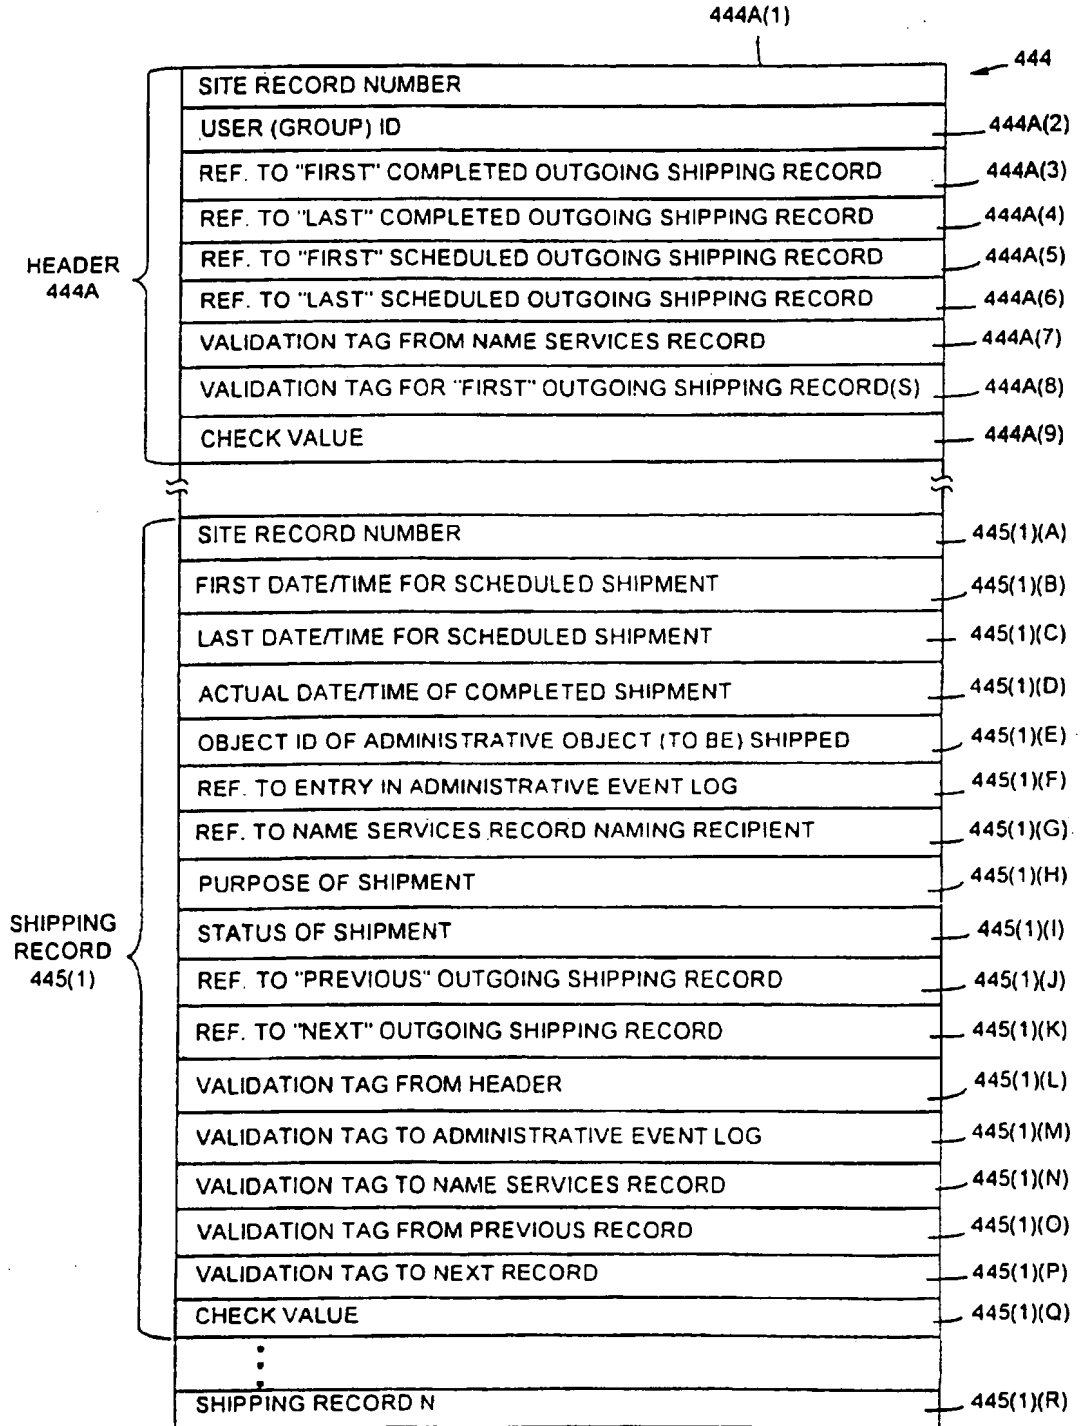 444A(1)
444
SITE RECORD NUMBER
USER (GROUP) ID 444A(2)
REF. TO "FIRST" COMPLETED OUTGOING SHIPPING RECORD 444A(3)
REF. TO "LAST" COMPLETED OUTGOING SHIPPING RECORD 444A(4)
REF. TO "FIRST" SCHEDULED OUTGOING SHIPPING RECORD 444A(5)
HEADER
444A
REF. TO "LAST" SCHEDULED OUTGOING SHIPPING RECORD 444A(6)
VALIDATION TAG FROM NAME SERVICES RECORD 444A(7)
VALIDATION TAG FOR "FIRST" OUTGOING SHIPPING RECORD(S) 444A(8)
CHECK VALUE 444A(9)
SITE RECORD NUMBER 445(1)(A)
FIRST DATE/TIME FOR SCHEDULED SHIPMENT 445(1)(B)
LAST DATE/TIME FOR SCHEDULED SHIPMENT 445(1)(C)
ACTUAL DATE/TIME OF COMPLETED SHIPMENT 445(1)(D)
OBJECT ID OF ADMINISTRATIVE OBJECT (TO BE) SHIPPED 445(1)(E)
REF. TO ENTRY IN ADMINISTRATIVE EVENT LOG 445(1)(F)
REF. TO NAME SERVICES RECORD NAMING RECIPIENT 445(1)(G)
PURPOSE OF SHIPMENT 445(1)(H)
SHIPPING
RECORD
445(1)
STATUS OF SHIPMENT 445(1)(I)
REF. TO "PREVIOUS" OUTGOING SHIPPING RECORD 445(1)(J)
REF. TO "NEXT" OUTGOING SHIPPING RECORD 445(1)(K)
VALIDATION TAG FROM HEADER 445(1)(L)
VALIDATION TAG TO ADMINISTRATIVE EVENT LOG 445(1)(M)
VALIDATION TAG TO NAME SERVICES RECORD 445(1)(N)
VALIDATION TAG FROM PREVIOUS RECORD 445(1)(O)
VALIDATION TAG TO NEXT RECORD 445(1)(P)
CHECK VALUE 445(1)(Q)
SHIPPING RECORD N 445(1)(R)